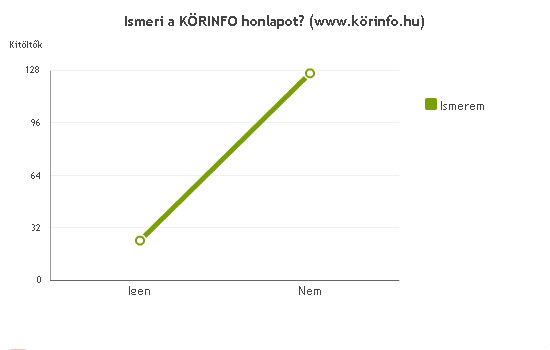 Ismeri a KÖRINFO honlapot? (www.körinfo.hu)
Kitöltők
128
96
64
32
0
Igen
Nem
Ismerem